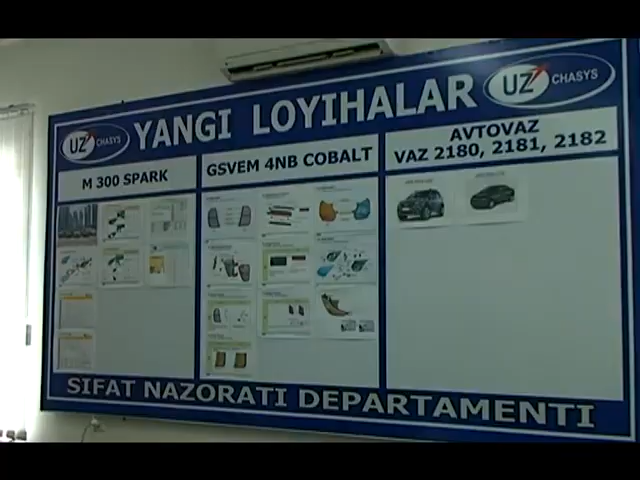 UZ CHASYS
YANGI LOYIHALAR
UZ CHASYS
M 300 SPARK
GSVEM 4NB COBALT
AVTOVAZ
VAZ 2180, 2181, 2182
SIFAT NAZORATI DEPARTAMENTI